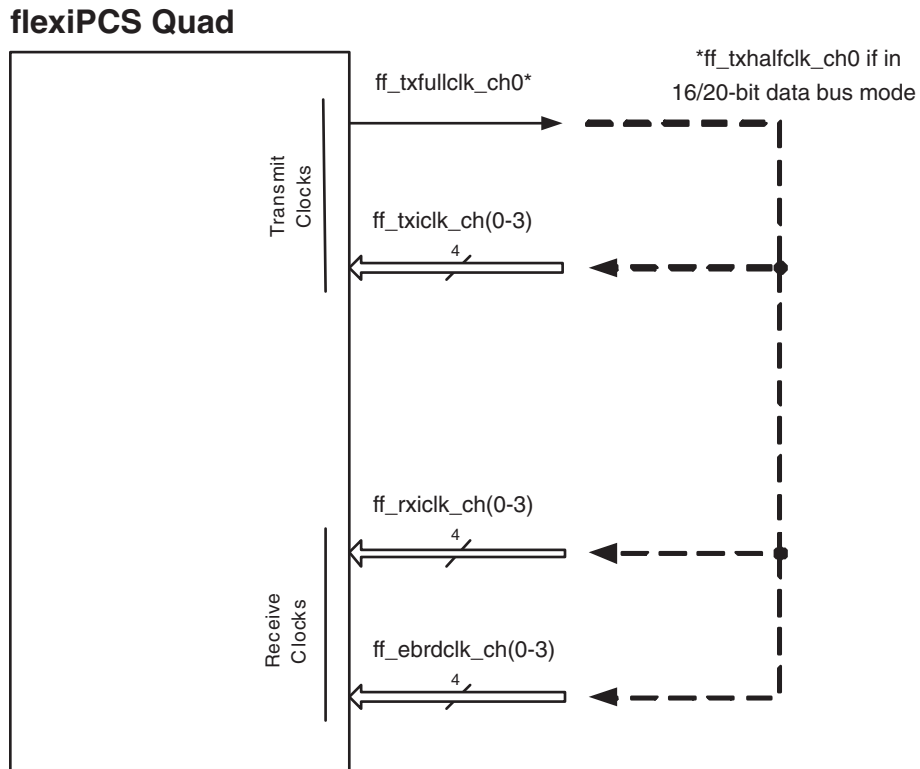 flexiPCS Quad
ff_txfullclk_ch0*
*ff_txhalfclk_ch0 if in
16/20-bit data bus mode
Transmit
Clocks
ff_txiclk_ch(0-3)
4
ff_rxiclk_ch(0-3)
4
Receive
Clocks
ff_ebrdclk_ch(0-3)
4